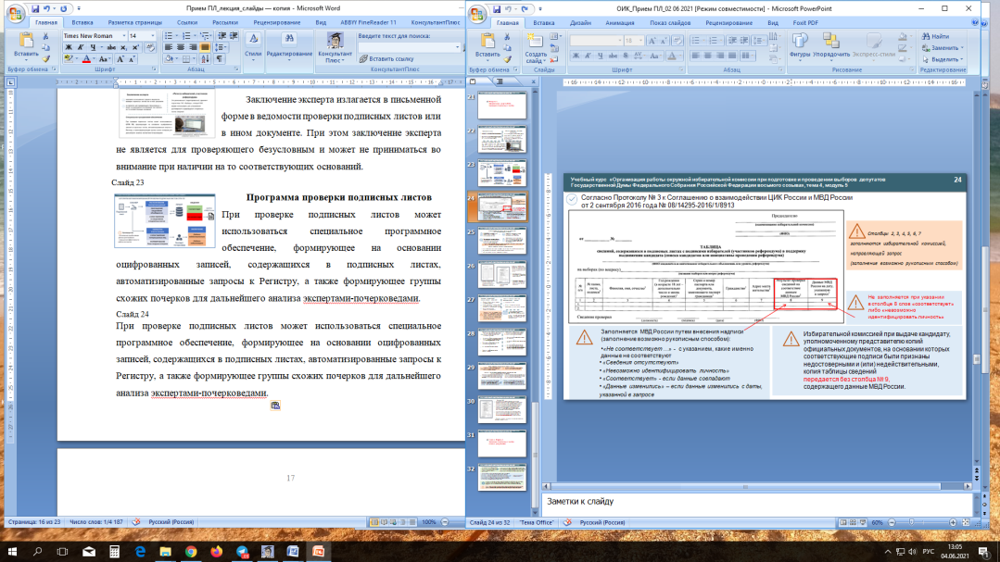 Прием ПЛ_лекция_слайды — копия - Microsoft Word
Главная Вставка Разметка страницы Ссылки Рассылки Рецензирование Вид ABBYY FineReader 11 КонсультантПлюс
Вставить
Times New Roman 14
Стили Редактирование Консультант Плюс
Введите текст для поиска:
Вставить ссылку
Буфер обмена Шрифт Абзац КонсультантПлюс
Заключение эксперта излагается в письменной
форме в ведомости проверки подписных листов или
в ином документе. При этом заключение эксперта
не является для проверяющего безусловным и может не приниматься во
внимание при наличии на то соответствующих оснований.
Слайд 23
Программа проверки подписных листов
При проверке подписных листов может
использоваться специальное программное
обеспечение, формирующее на основании
оцифрованных записей, содержащихся в подписных листах,
автоматизированные запросы к Регистру, а также формирующее группы
схожих почерков для дальнейшего анализа экспертами-почерковедами.
Слайд 24
При проверке подписных листов может использоваться специальное
программное обеспечение, формирующее на основании оцифрованных
записей, содержащихся в подписных листах, автоматизированные запросы к
Регистру, а также формирующее группы схожих почерков для дальнейшего
анализа экспертами-почерковедами.
17
Страница: 16 из 23 Число слов: 1/4 187 Русский (Россия) 100%
ОИК_Прием ПЛ_02 06 2021 [Режим совместимости] - Microsoft PowerPoint
Главная Вставка Дизайн Анимация Показ слайдов Рецензирование Вид Foxit PDF
Вставить
Создать слайд
Фигуры Упорядочить Экспресс-стили
Найти
Заменить
Выделить
Буфер обмена Слайды Шрифт Абзац Рисование Редактирование
21
22
23
24
25
26
27
28
29
30
31
32
Учебный курс «Организация работы окружной избирательной комиссии при подготовке и проведении выборов депутатов
Государственной Думы Федерального Собрания Российской Федерации восьмого созыва», тема 4, модуль 5
24
Согласно Протоколу № 3 к Соглашению о взаимодействии ЦИК России и МВД России
от 2 сентября 2016 года № 08/14295-2016/1/8913
ТАБЛИЦА
Сведения проверил
Столбцы 2, 3, 4, 5, 6, 7
заполняются избирательной комиссией,
направляющей запрос
(заполнение возможно рукописным способом)
Не заполняется при указании
в столбце 8 слов «соответствует»
либо «невозможно
идентифицировать личность»
Заполняется МВД России путем внесения надписи
(заполнение возможно рукописным способом):
• «Не соответствует…» - с указанием, какие именно
данные не соответствуют
• «Сведения отсутствуют»
• «Невозможно идентифицировать личность»
• «Соответствует» - если данные совпадают
• «Данные изменились» – если данные изменились с даты,
указанной в запросе
Избирательной комиссией при выдаче кандидату,
уполномоченному представителю копий
официальных документов, на основании которых
соответствующие подписи были признаны
недостоверными и (или) недействительными,
копия таблицы сведений
передается без столбца № 9,
содержащего данные МВД России.
Заметки к слайду
Слайд 24 из 32 "Тема Office" Русский (Россия) 60%
РУС
13:05
04.06.2021